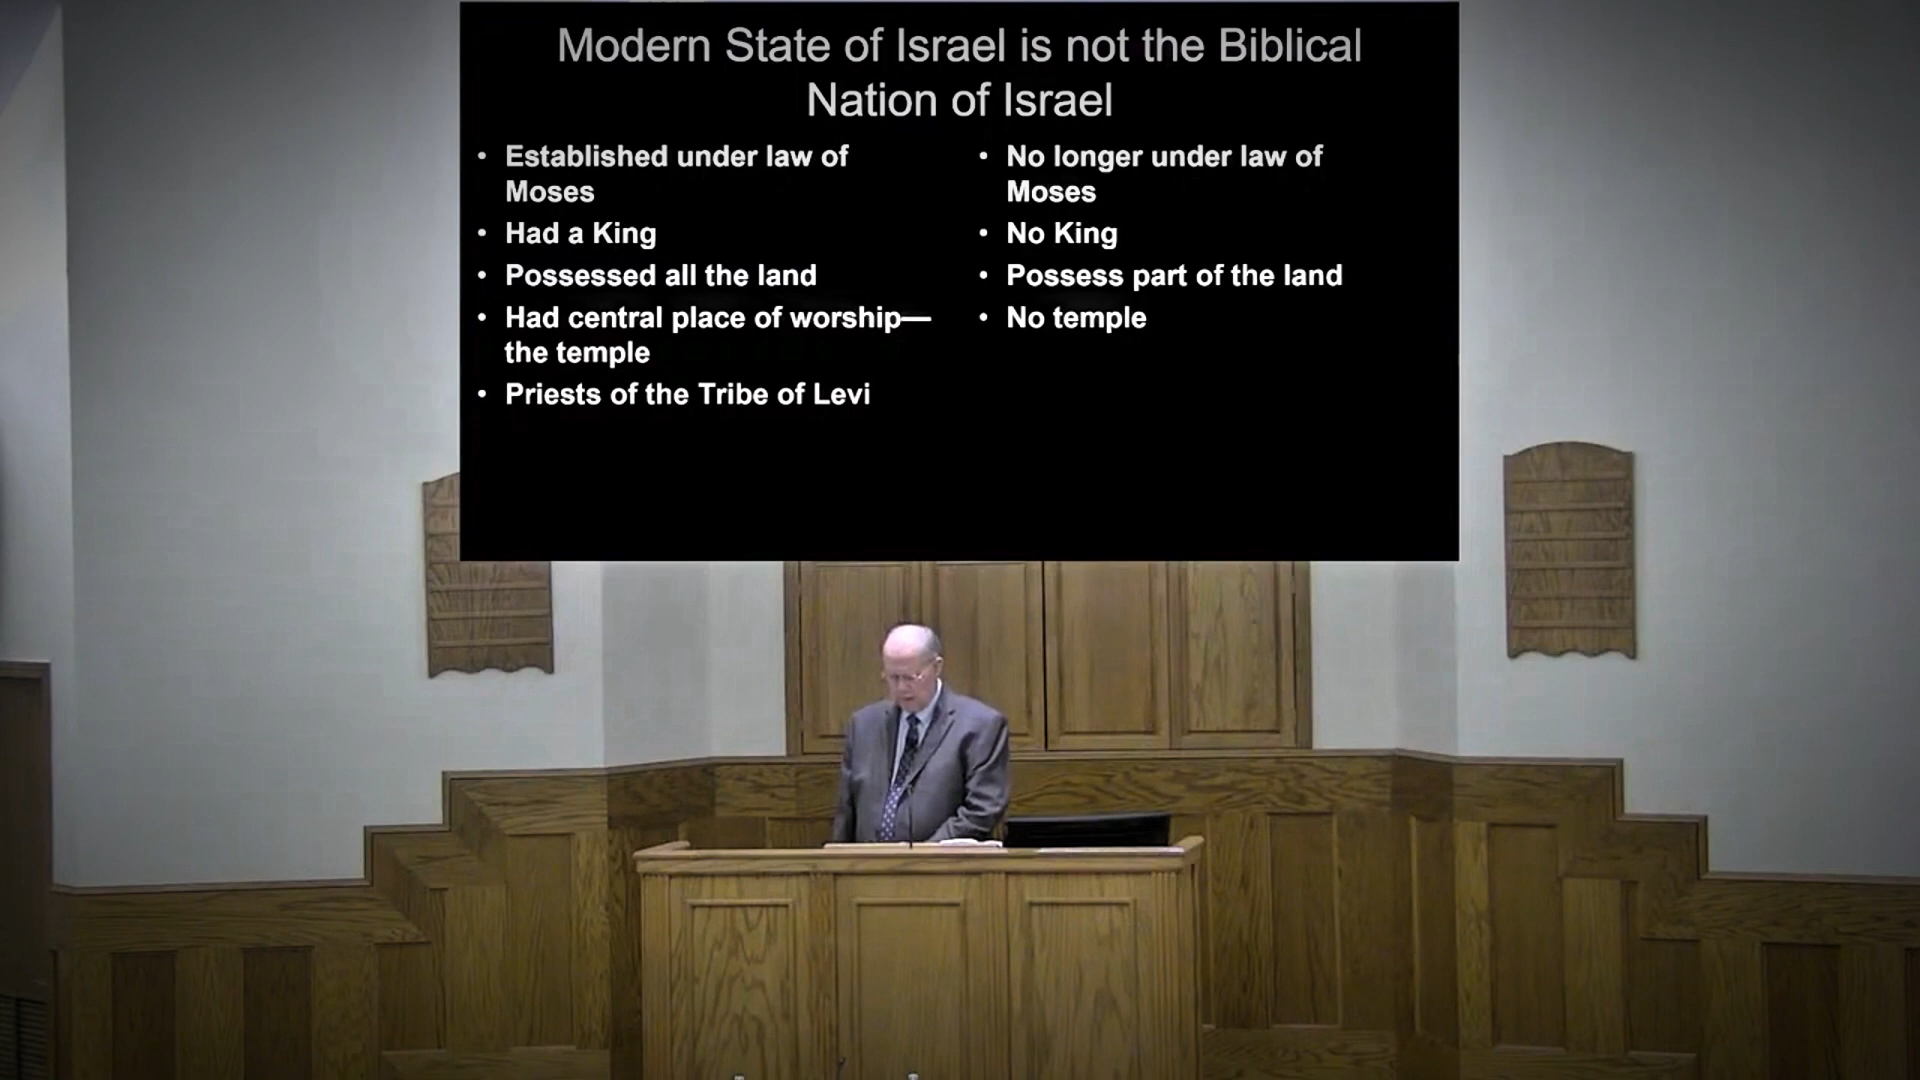 Modern State of Israel is not the Biblical
Nation of Israel
• Established under law of
Moses
• Had a King
• Possessed all the land
• Had central place of worship—
the temple
• Priests of the Tribe of Levi
• No longer under law of
Moses
• No King
• Possess part of the land
• No temple